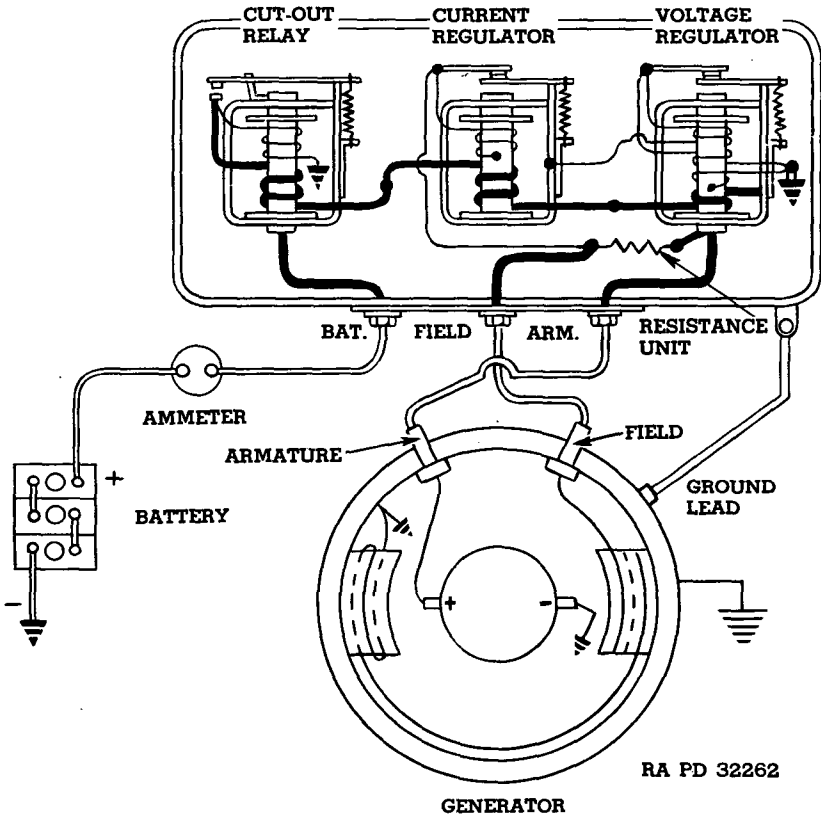 CUT-OUT
RELAY
CURRENT
REGULATOR
VOLTAGE
REGULATOR
BAT.
FIELD
ARM.
RESISTANCE
UNIT
AMMETER
ARMATURE
FIELD
GROUND
LEAD
+
BATTERY
-
+
-
RA PD 32262
GENERATOR